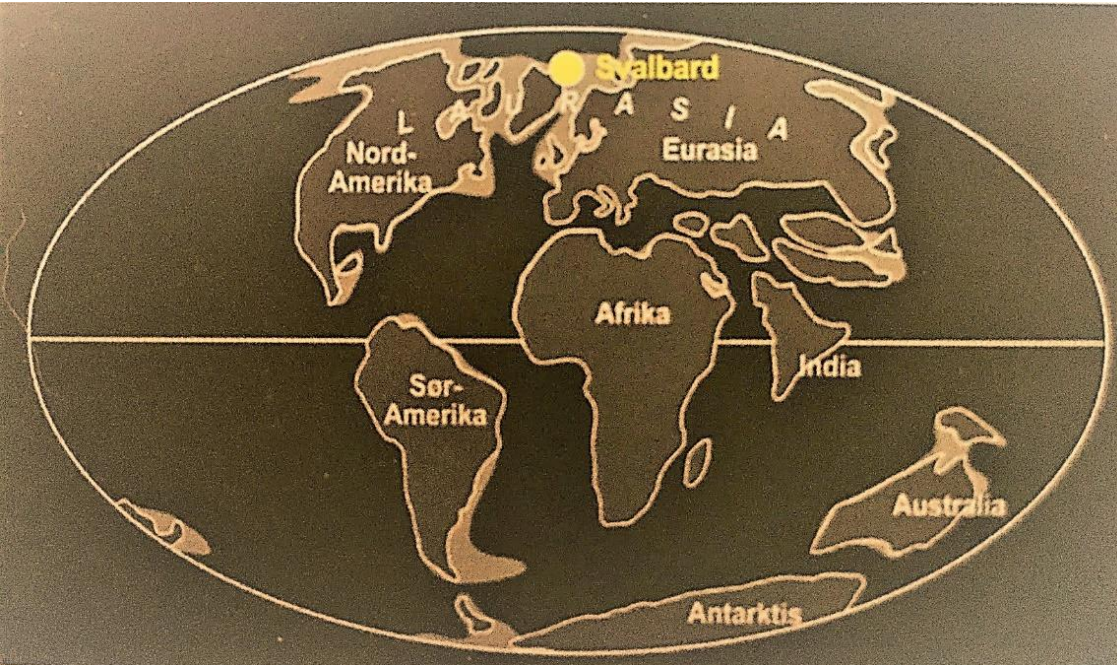 Svalbard
L A U R A S I A
Nord-
Amerika
Eurasia
Afrika
India
Sør-
Amerika
Australia
Antarktis